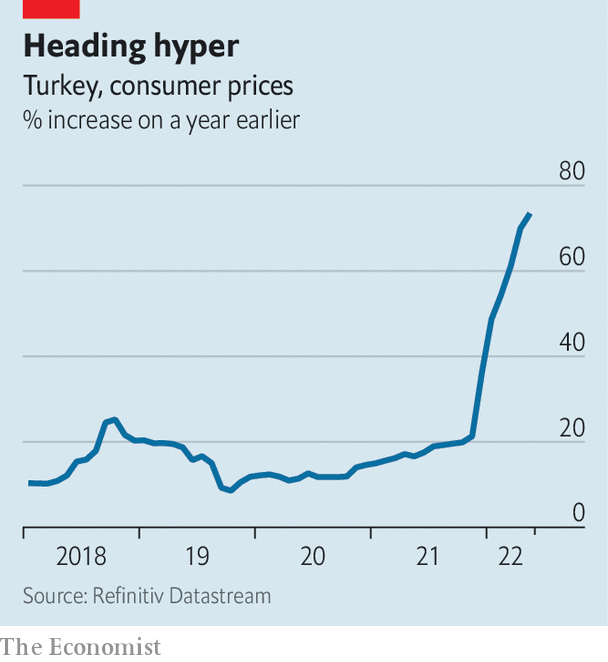 Heading hyper
Turkey, consumer prices
% increase on a year earlier
80
60
40
20
0
2018 19 20 21 22
Source: Refinitiv Datastream
The Economist